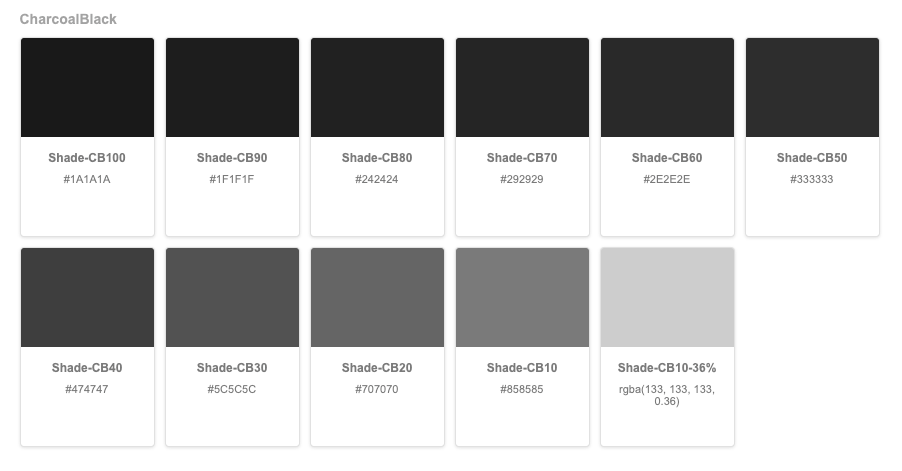 CharcoalBlack
Shade-CB100
#1A1A1A
Shade-CB90
#1F1F1F
Shade-CB80
#242424
Shade-CB70
#292929
Shade-CB60
#2E2E2E
Shade-CB50
#333333
Shade-CB40
#474747
Shade-CB30
#5C5C5C
Shade-CB20
#707070
Shade-CB10
#858585
Shade-CB10-36%
rgba(133, 133, 133,
0.36)